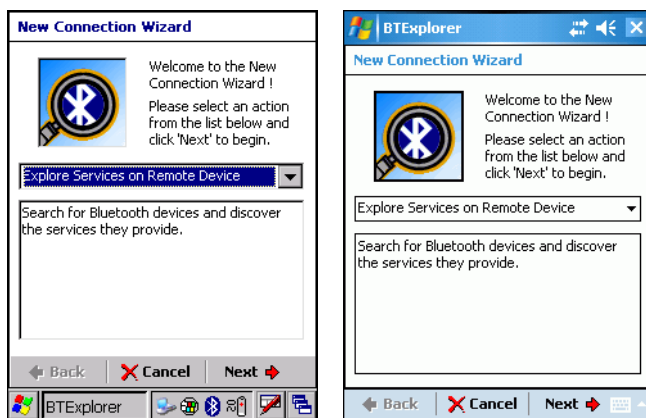 New Connection Wizard
Welcome to the New
Connection Wizard !
Please select an action
from the list below and
click 'Next' to begin.
Explore Services on Remote Device
Search for Bluetooth devices and discover
the services they provide.
Back
Cancel
Next
BTExplorer
BTExplorer
New Connection Wizard
Welcome to the New
Connection Wizard !
Please select an action
from the list below and
click 'Next' to begin.
Explore Services on Remote Device
Search for Bluetooth devices and discover
the services they provide.
Back
Cancel
Next